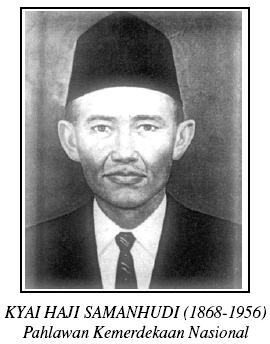 KYAI HAJI SAMANHUDI (1868-1956)
Pahlawan Kemerdekaan Nasional